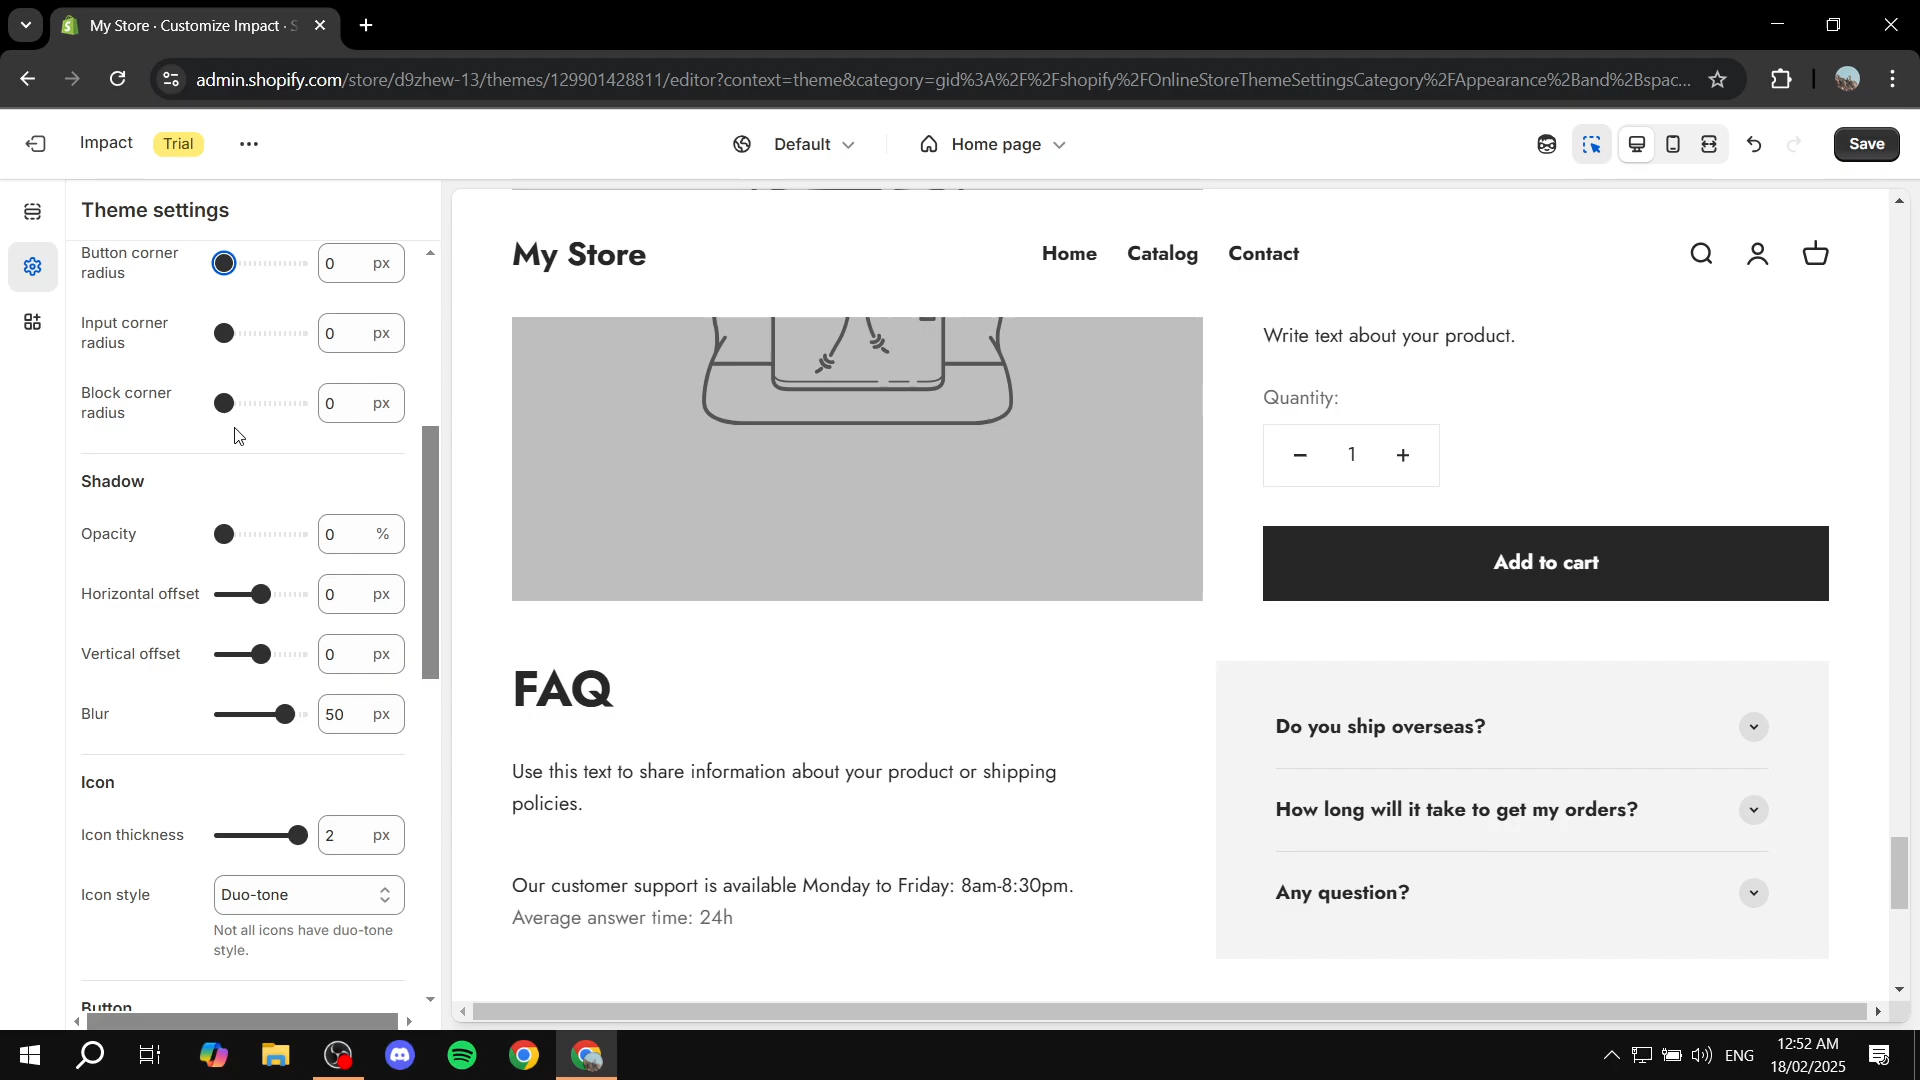 My Store · Customize Impact · S
admin.shopify.com/store/d9zhew-13/themes/129901428811/editor?context=theme&category=gid%3A%2F%2Fshopify%2FOnlineStoreThemeSettingsCategory%2FAppearance%2Band%2Bspac...
Impact
Trial
Default
Home page
Save
Theme settings
Button corner
radius
0 px
Input corner
radius
0 px
Block corner
radius
0 px
Shadow
Opacity
0 %
Horizontal offset
0 px
Vertical offset
0 px
Blur
50 px
Icon
Icon thickness
2 px
Icon style
Duo-tone
Not all icons have duo-tone
style.
Button
My Store
Home
Catalog
Contact
Write text about your product.
Quantity:
1
Add to cart
FAQ
Use this text to share information about your product or shipping
policies.
Our customer support is available Monday to Friday: 8am-8:30pm.
Average answer time: 24h
Do you ship overseas?
How long will it take to get my orders?
Any question?
ENG
12:52 AM
18/02/2025